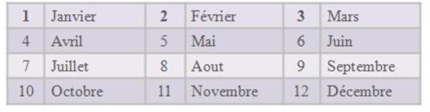 1 Janvier 2 Février 3 Mars
4 Avril 5 Mai 6 Juin
7 Juillet 8 Aout 9 Septembre
10 Octobre 11 Novembre 12 Décembre